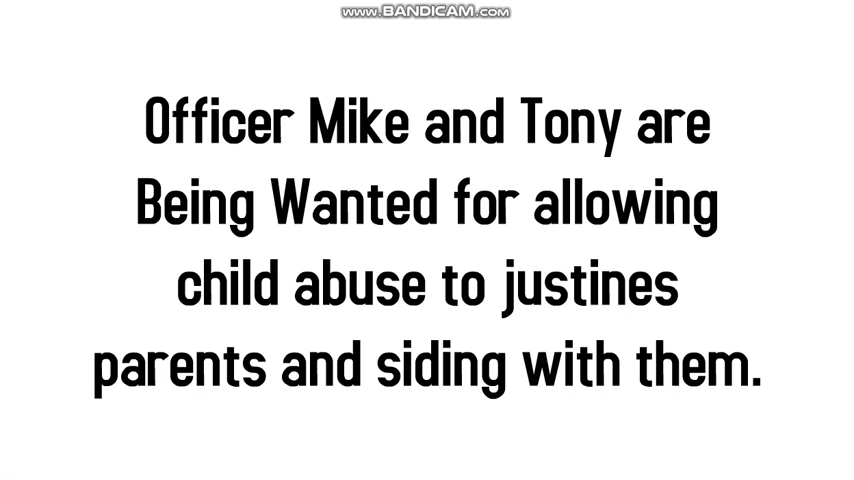 www.BANDICAM.com
Officer Mike and Tony are
Being Wanted for allowing
child abuse to justines
parents and siding with them.